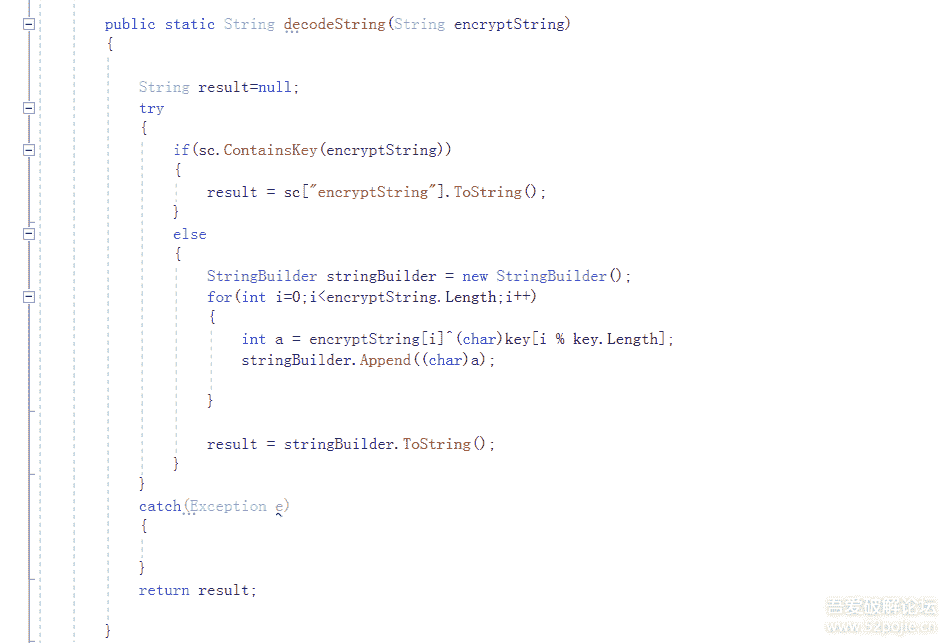 public static String decodeString(String encryptString)
{
String result=null;
try
{
if(sc.ContainsKey(encryptString))
{
result = sc["encryptString"].ToString();
}
else
{
StringBuilder stringBuilder = new StringBuilder();
for(int i=0;i<encryptString.Length;i++)
{
int a = encryptString[i]^(char)key[i % key.Length];
stringBuilder.Append((char)a);
}
result = stringBuilder.ToString();
}
}
catch(Exception e)
{
}
return result;
}
吾爱破解论坛
www.52pojie.cn